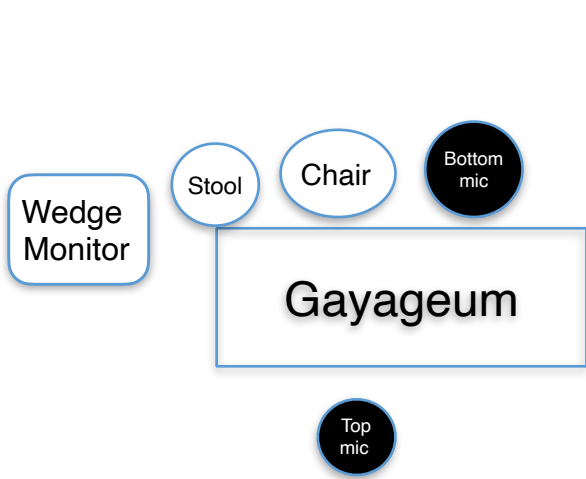 Bottom
mic
Stool
Chair
Wedge
Monitor
Gayageum
Top
mic